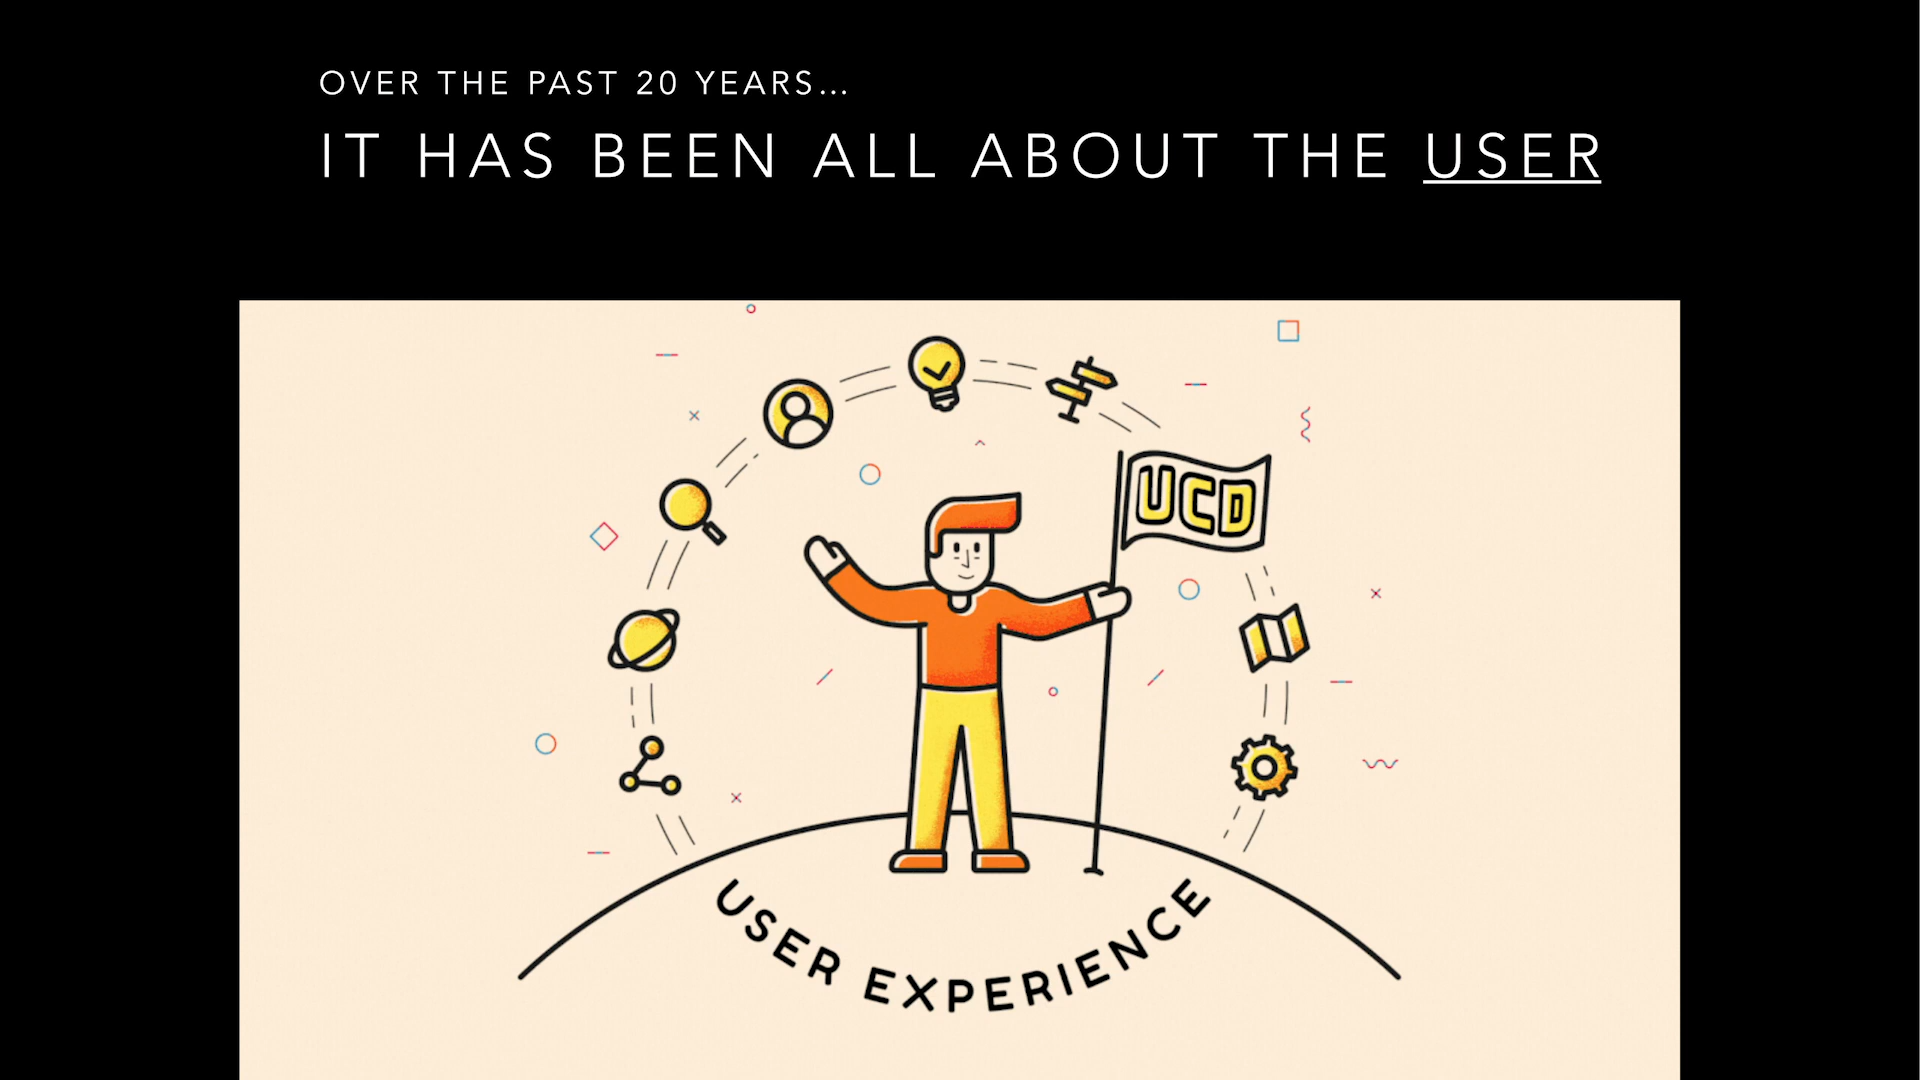 OVER THE PAST 20 YEARS...
IT HAS BEEN ALL ABOUT THE USER
UCD
USER EXPERIENCE